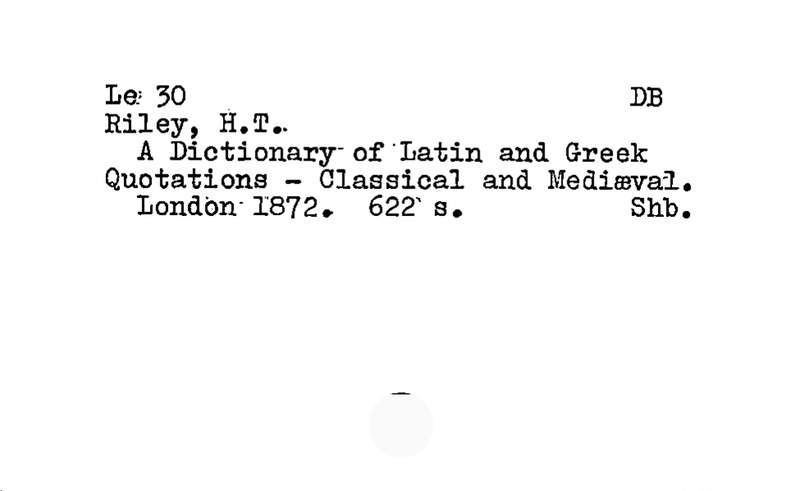 Le 30 DB
Riley, H.T.
A Dictionary of Latin and Greek
Quotations - Classical and Mediæval.
London 1872. 622 s. Shb.